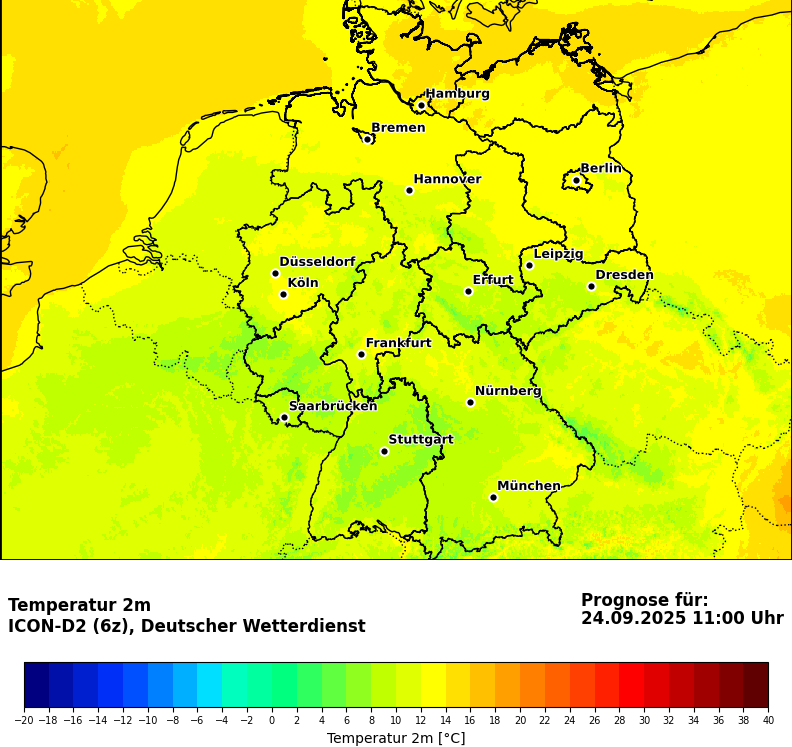 Hamburg
Bremen
Berlin
Hannover
Leipzig
Düsseldorf
Dresden
Köln
Erfurt
Frankfurt
Nürnberg
Saarbrücken
Stuttgart
München
Temperatur 2m
ICON-D2 (6z), Deutscher Wetterdienst
Prognose für:
24.09.2025 11:00 Uhr
−20 −18 −16 −14 −12 −10 −8 −6 −4 −2 0 2 4 6 8 10 12 14 16 18 20 22 24 26 28 30 32 34 36 38 40
Temperatur 2m [°C]